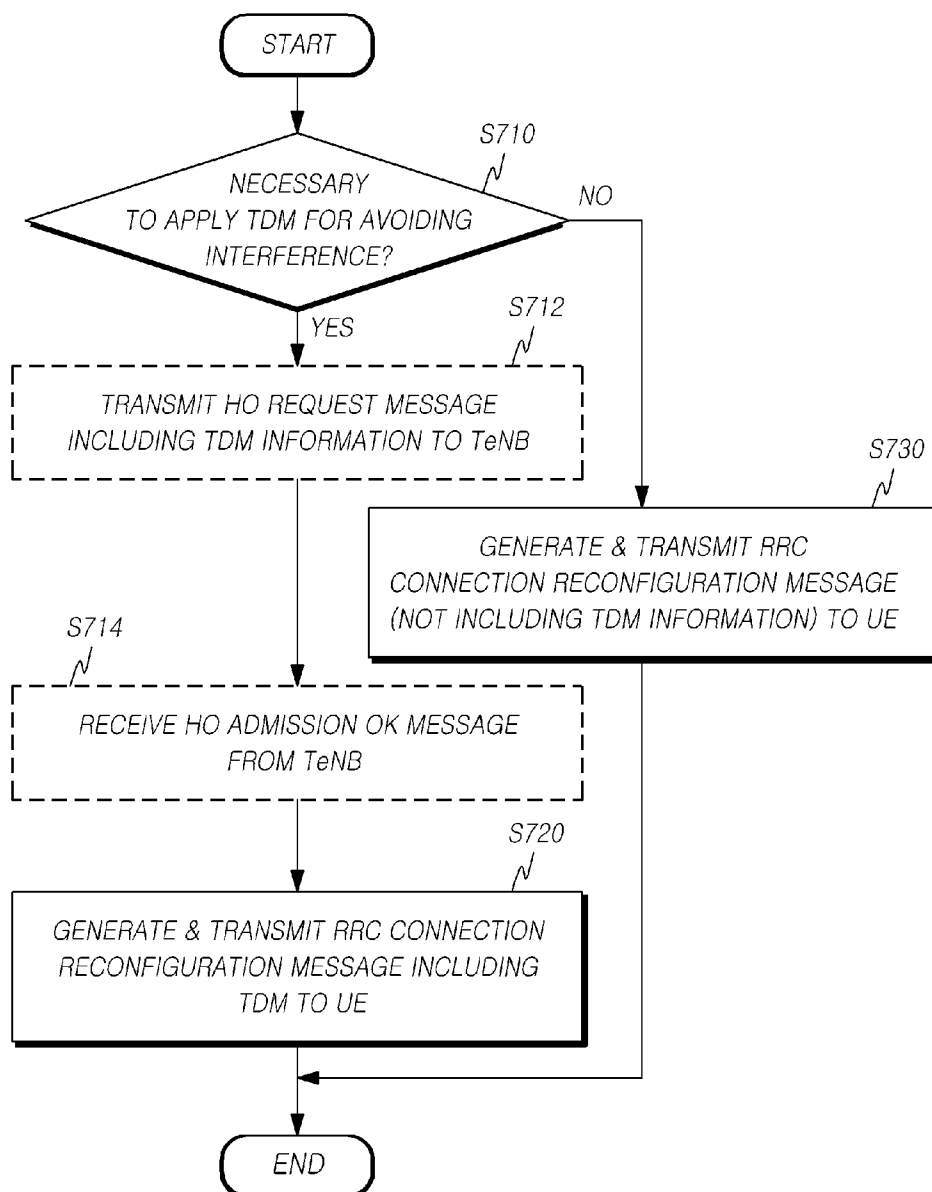 START
S710
NECESSARY
TO APPLY TDM FOR AVOIDING
INTERFERENCE?
NO
YES
S712
TRANSMIT HO REQUEST MESSAGE
INCLUDING TDM INFORMATION TO TeNB
S730
GENERATE & TRANSMIT RRC
CONNECTION RECONFIGURATION MESSAGE
(NOT INCLUDING TDM INFORMATION) TO UE
S714
RECEIVE HO ADMISSION OK MESSAGE
FROM TeNB
S720
GENERATE & TRANSMIT RRC CONNECTION
RECONFIGURATION MESSAGE INCLUDING
TDM TO UE
END